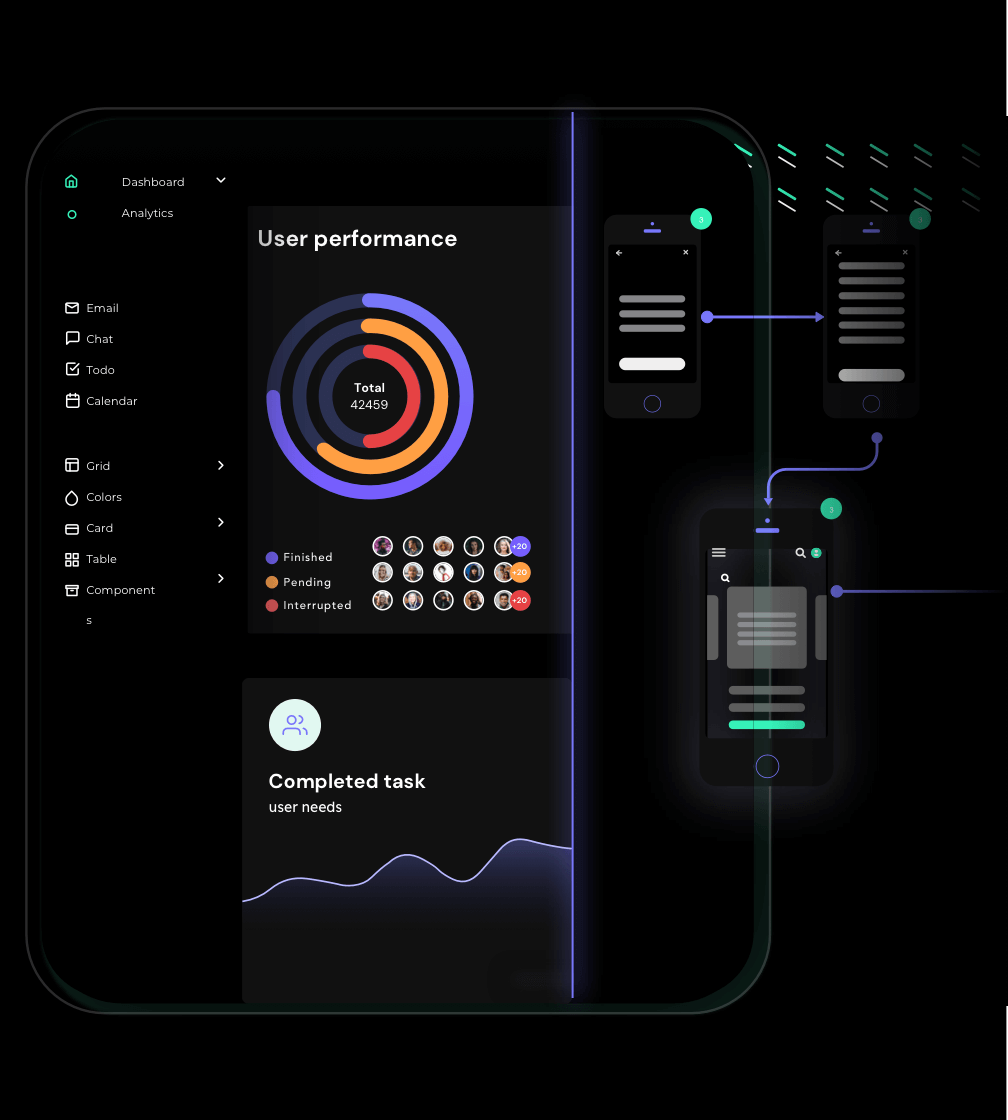 Dashboard
Analytics
Email
Chat
Todo
Calendar
Grid
Colors
Card
Table
Component
s
User performance
Total
42459
Finished
+20
Pending
+20
Interrupted
+20
Completed task
user needs
3
3
3